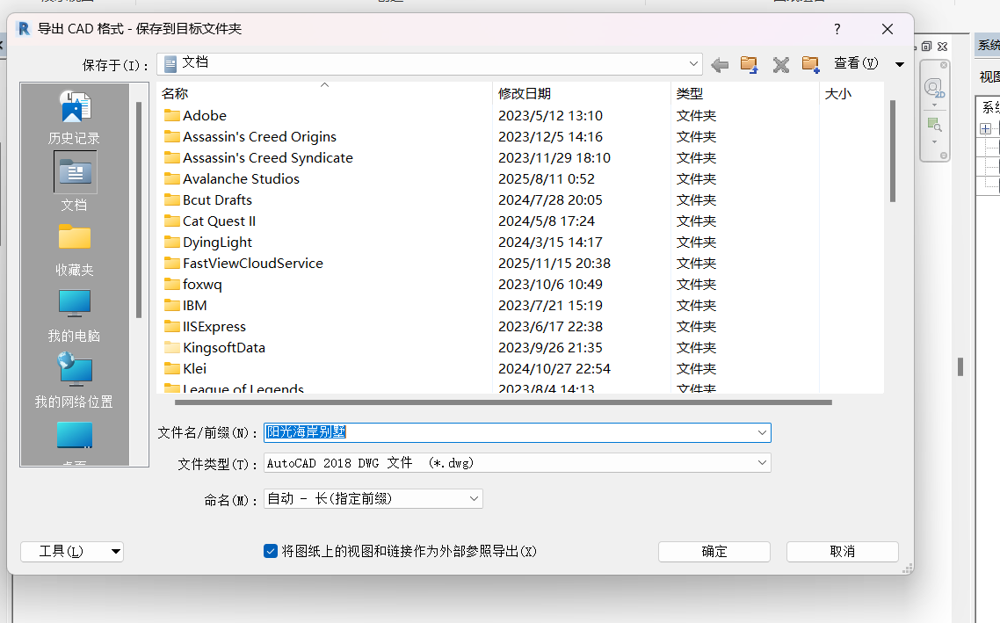 导出 CAD 格式 - 保存到目标文件夹
?
系统
保存于(I)：
文档
查看(V)
视图
2D
系统
历史记录
文档
收藏夹
我的电脑
我的网络位置
桌面
名称 修改日期 类型 大小
Adobe 2023/5/12 13:10 文件夹
Assassin's Creed Origins 2023/12/5 14:16 文件夹
Assassin's Creed Syndicate 2023/11/29 18:10 文件夹
Avalanche Studios 2025/8/11 0:52 文件夹
Bcut Drafts 2024/7/28 20:05 文件夹
Cat Quest II 2024/5/8 17:24 文件夹
DyingLight 2024/3/15 14:17 文件夹
FastViewCloudService 2025/11/15 20:38 文件夹
foxwq 2023/10/6 10:49 文件夹
IBM 2023/7/21 15:19 文件夹
IISExpress 2023/6/17 22:38 文件夹
KingsoftData 2023/9/26 21:35 文件夹
Klei 2024/10/27 22:54 文件夹
League of Legends 2023/8/4 14:13 文件夹
文件名/前缀(N)： 阳光海岸别墅
文件类型(T)： AutoCAD 2018 DWG 文件 (*.dwg)
命名(M)： 自动 - 长(指定前缀)
工具(L)
将图纸上的视图和链接作为外部参照导出(X)
确定
取消